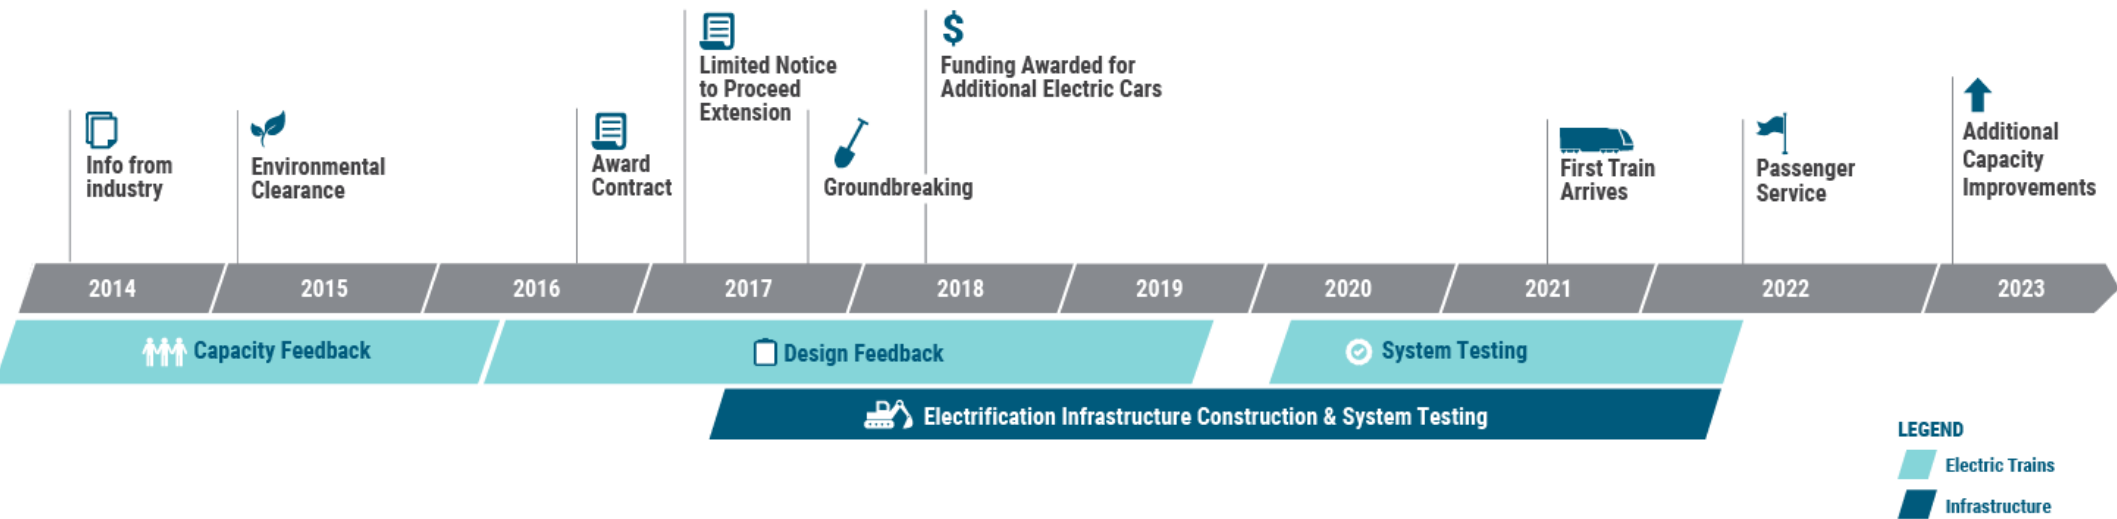 Limited Notice
to Proceed
Extension
Funding Awarded for
Additional Electric Cars
Info from
industry
Environmental
Clearance
Award
Contract
Groundbreaking
First Train
Arrives
Passenger
Service
Additional
Capacity
Improvements
2014
2015
2016
2017
2018
2019
2020
2021
2022
2023
Capacity Feedback
Design Feedback
System Testing
Electrification Infrastructure Construction & System Testing
LEGEND
Electric Trains
Infrastructure